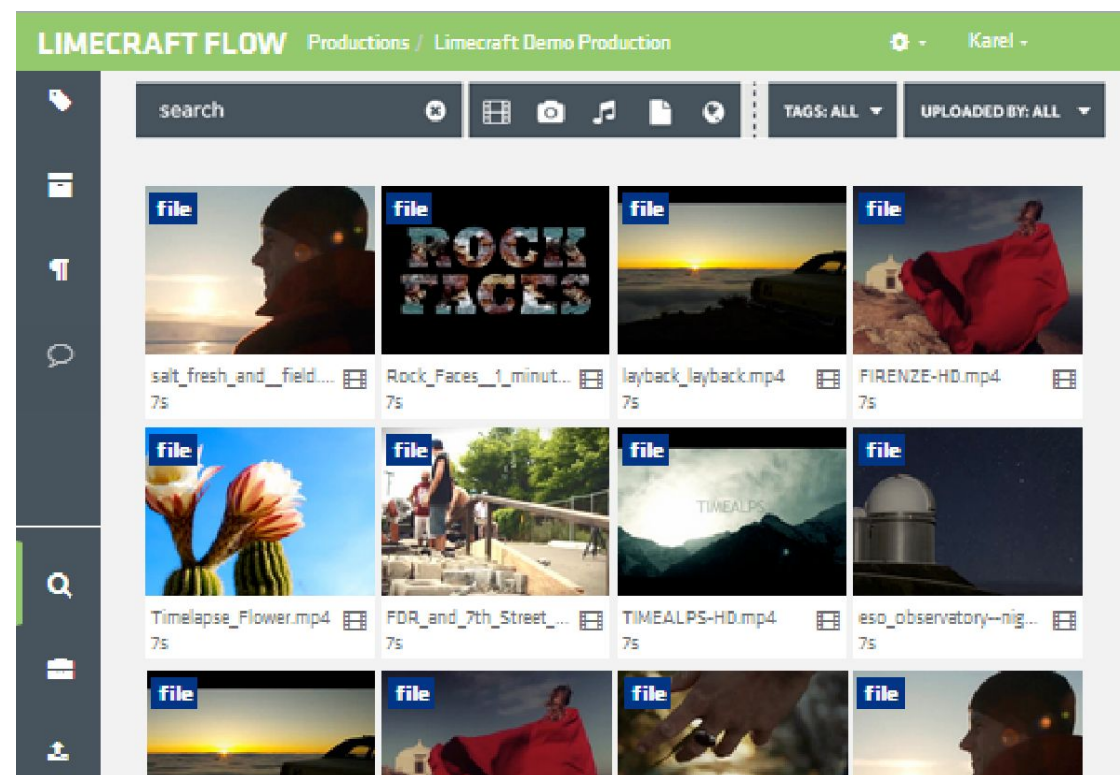 LIMECRAFT FLOW Productions / Limecraft Demo Production Karel
search TAGS: ALL UPLOADED BY: ALL
file file file file
ROCK
FACES
salt_fresh_and__field.... Rock_Faces__1_minut... layback_layback.mp4 FIRENZE-HD.mp4
7s 7s 7s 7s
file file file file
TIMEALPS
Timelapse_Flower.mp4 FDR_and_7th_Street_... TIMEALPS-HD.mp4 eso_observatory--nig...
7s 7s 7s 7s
file file file file